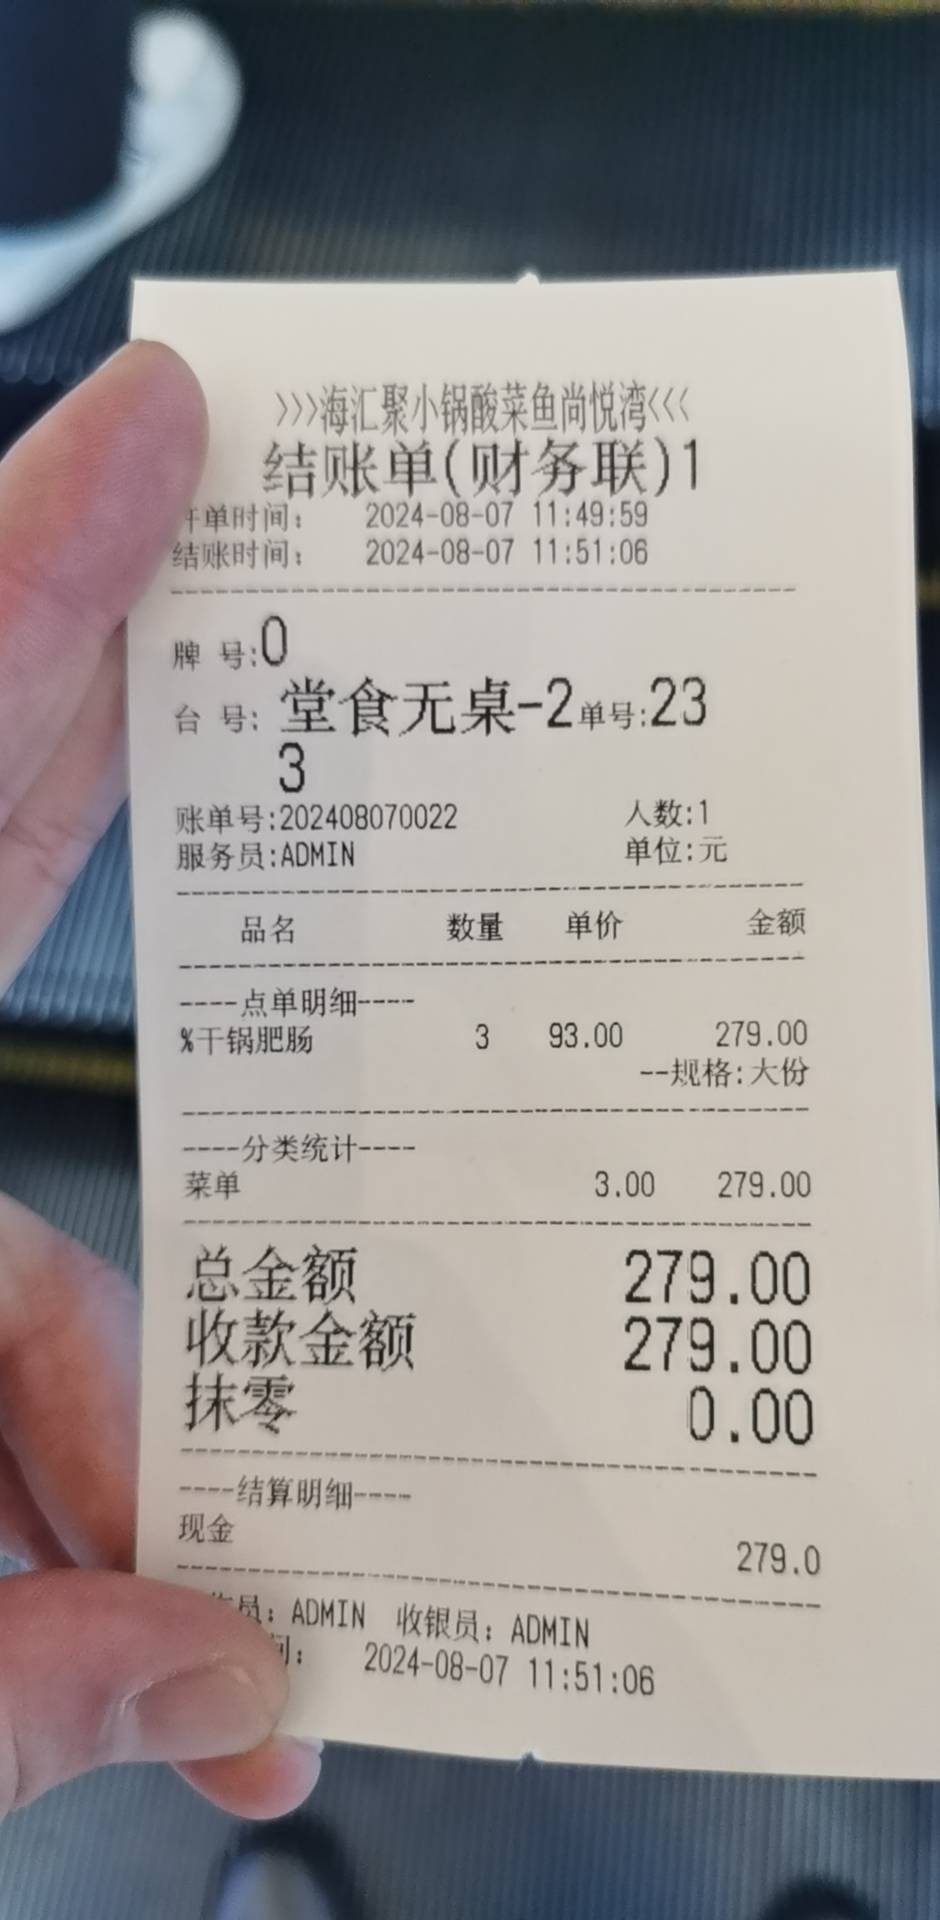 >>>海汇聚小锅酸菜鱼尚悦湾<<<
结账单(财务联)1
开单时间: 2024-08-07 11:49:59
结账时间: 2024-08-07 11:51:06
牌 号:0
台 号: 堂食无桌-2 单号:23
3
账单号:202408070022 人数:1
服务员:ADMIN 单位:元
品名 数量 单价 金额
----点单明细----
%干锅肥肠 3 93.00 279.00
--规格:大份
----分类统计----
菜单 3.00 279.00
总金额 279.00
收款金额 279.00
抹零 0.00
----结算明细----
现金
279.0
员: ADMIN 收银员: ADMIN
间: 2024-08-07 11:51:06